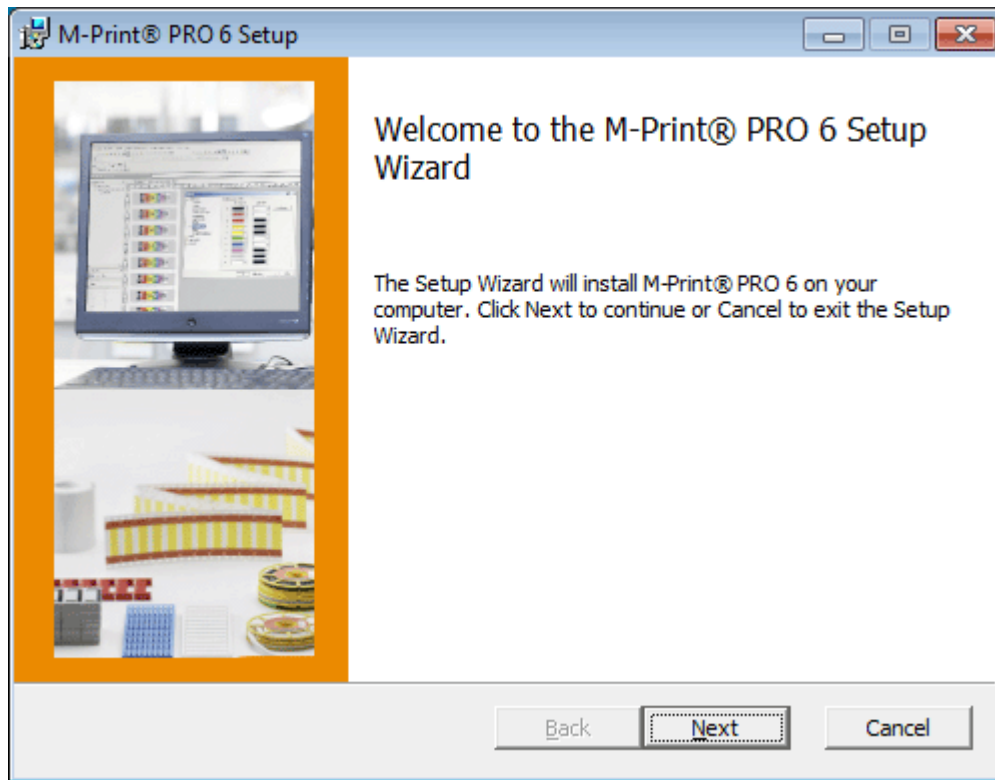 M-Print® PRO 6 Setup
Welcome to the M-Print® PRO 6 Setup
Wizard
The Setup Wizard will install M-Print® PRO 6 on your
computer. Click Next to continue or Cancel to exit the Setup
Wizard.
Back Next Cancel